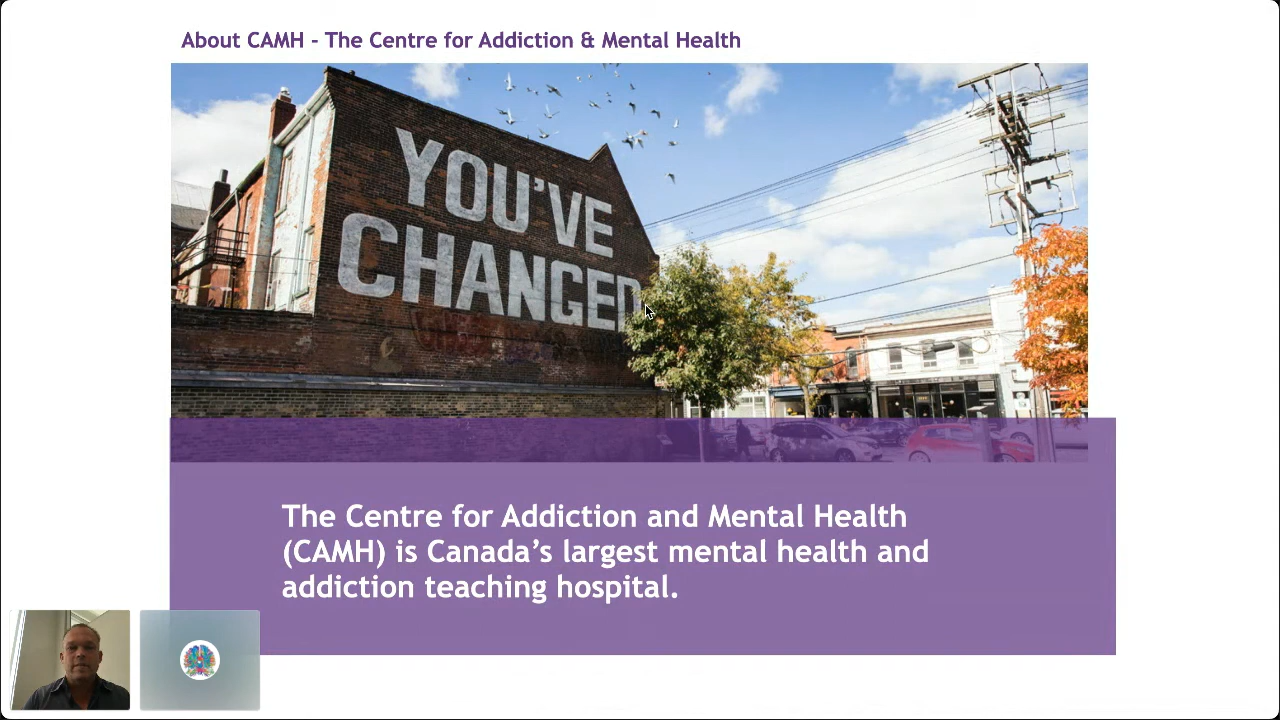 About CAMH - The Centre for Addiction & Mental Health
YOU'VE
CHANGED
The Centre for Addiction and Mental Health
(CAMH) is Canada's largest mental health and
addiction teaching hospital.